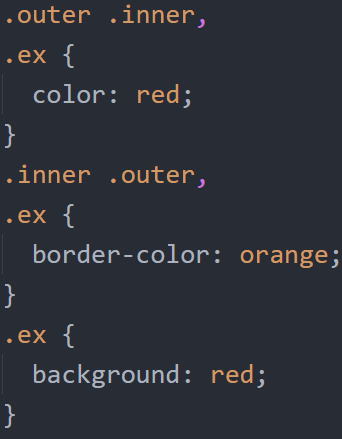 .outer .inner,
.ex {
  color: red;
}
.inner .outer,
.ex {
  border-color: orange;
}
.ex {
  background: red;
}